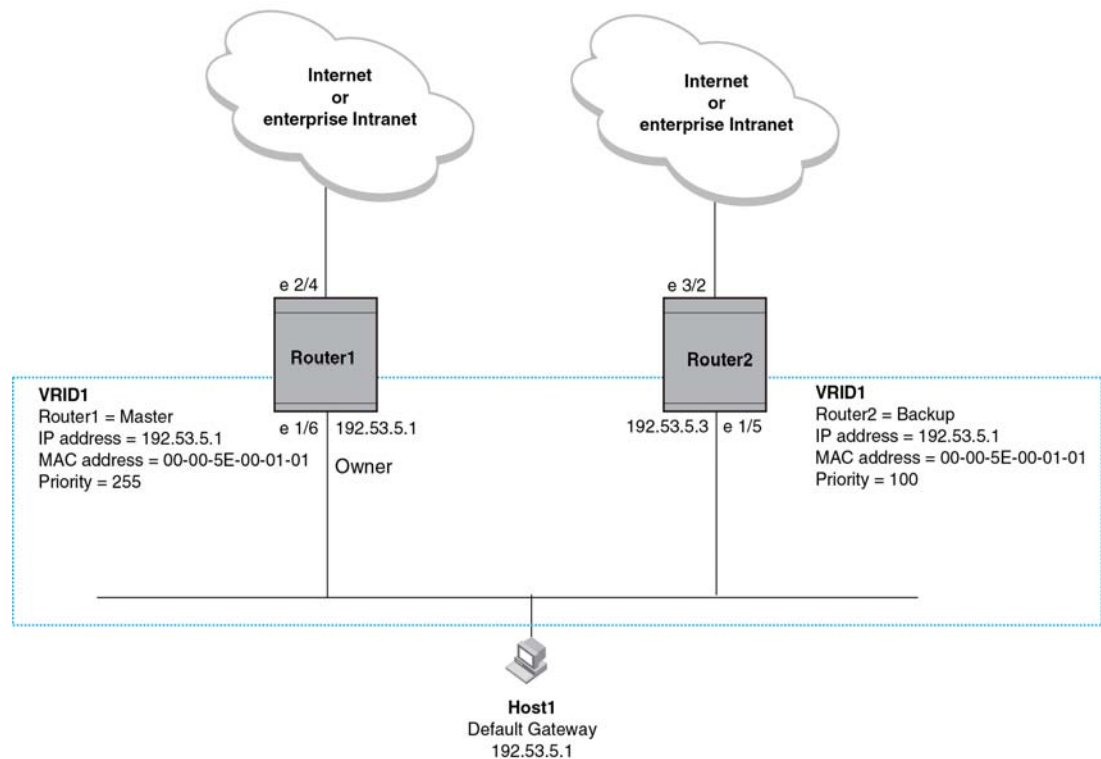 Internet
or
enterprise Intranet
Internet
or
enterprise Intranet
e 2/4
e 3/2
Router1
Router2
VRID1
Router1 = Master
IP address = 192.53.5.1
MAC address = 00-00-5E-00-01-01
Priority = 255
e 1/6
192.53.5.1
Owner
192.53.5.3
e 1/5
VRID1
Router2 = Backup
IP address = 192.53.5.1
MAC address = 00-00-5E-00-01-01
Priority = 100
Host1
Default Gateway
192.53.5.1